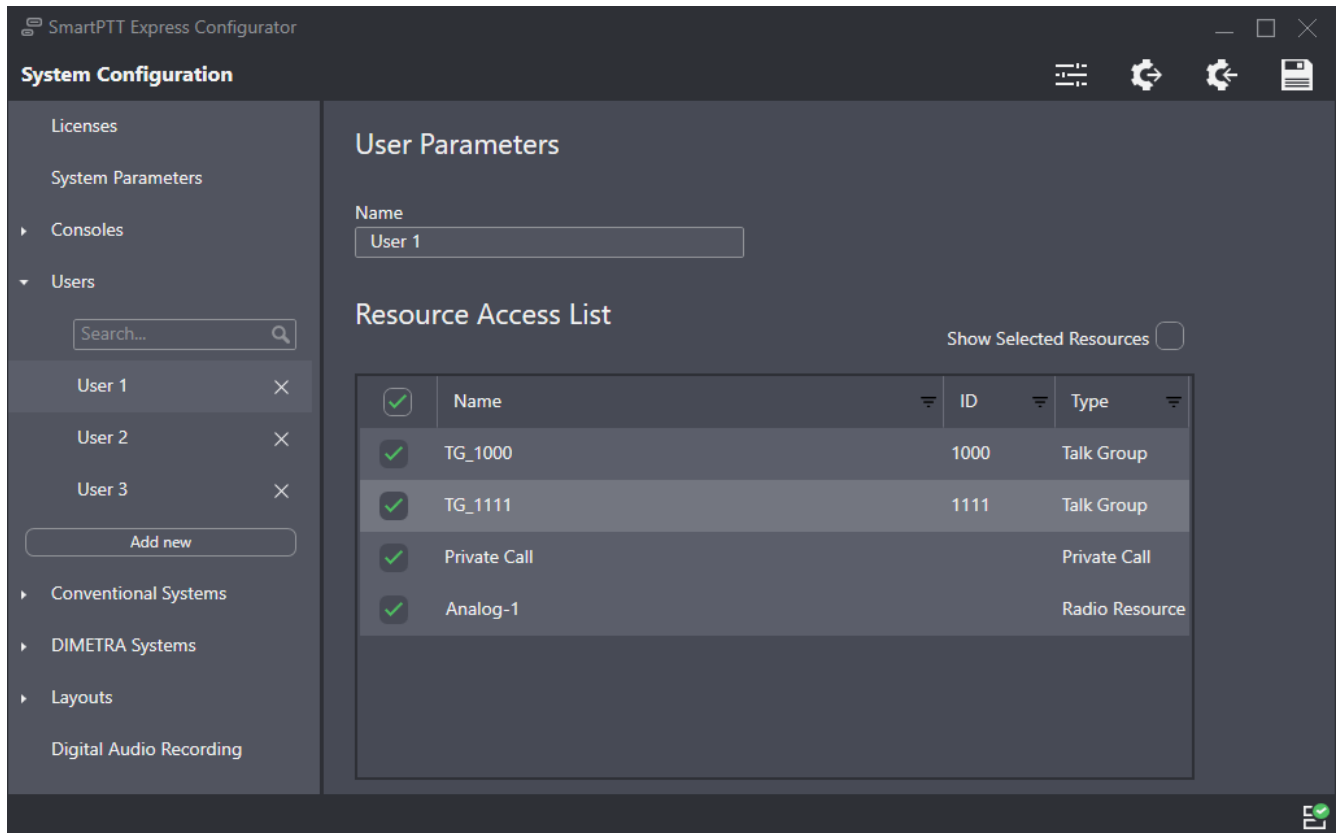 SmartPTT Express Configurator
System Configuration
Licenses
System Parameters
Consoles
Users
Search...
User 1
User 2
User 3
Add new
Conventional Systems
DIMETRA Systems
Layouts
Digital Audio Recording
User Parameters
Name
User 1
Resource Access List
Show Selected Resources
Name ID Type
TG_1000 1000 Talk Group
TG_1111 1111 Talk Group
Private Call Private Call
Analog-1 Radio Resource